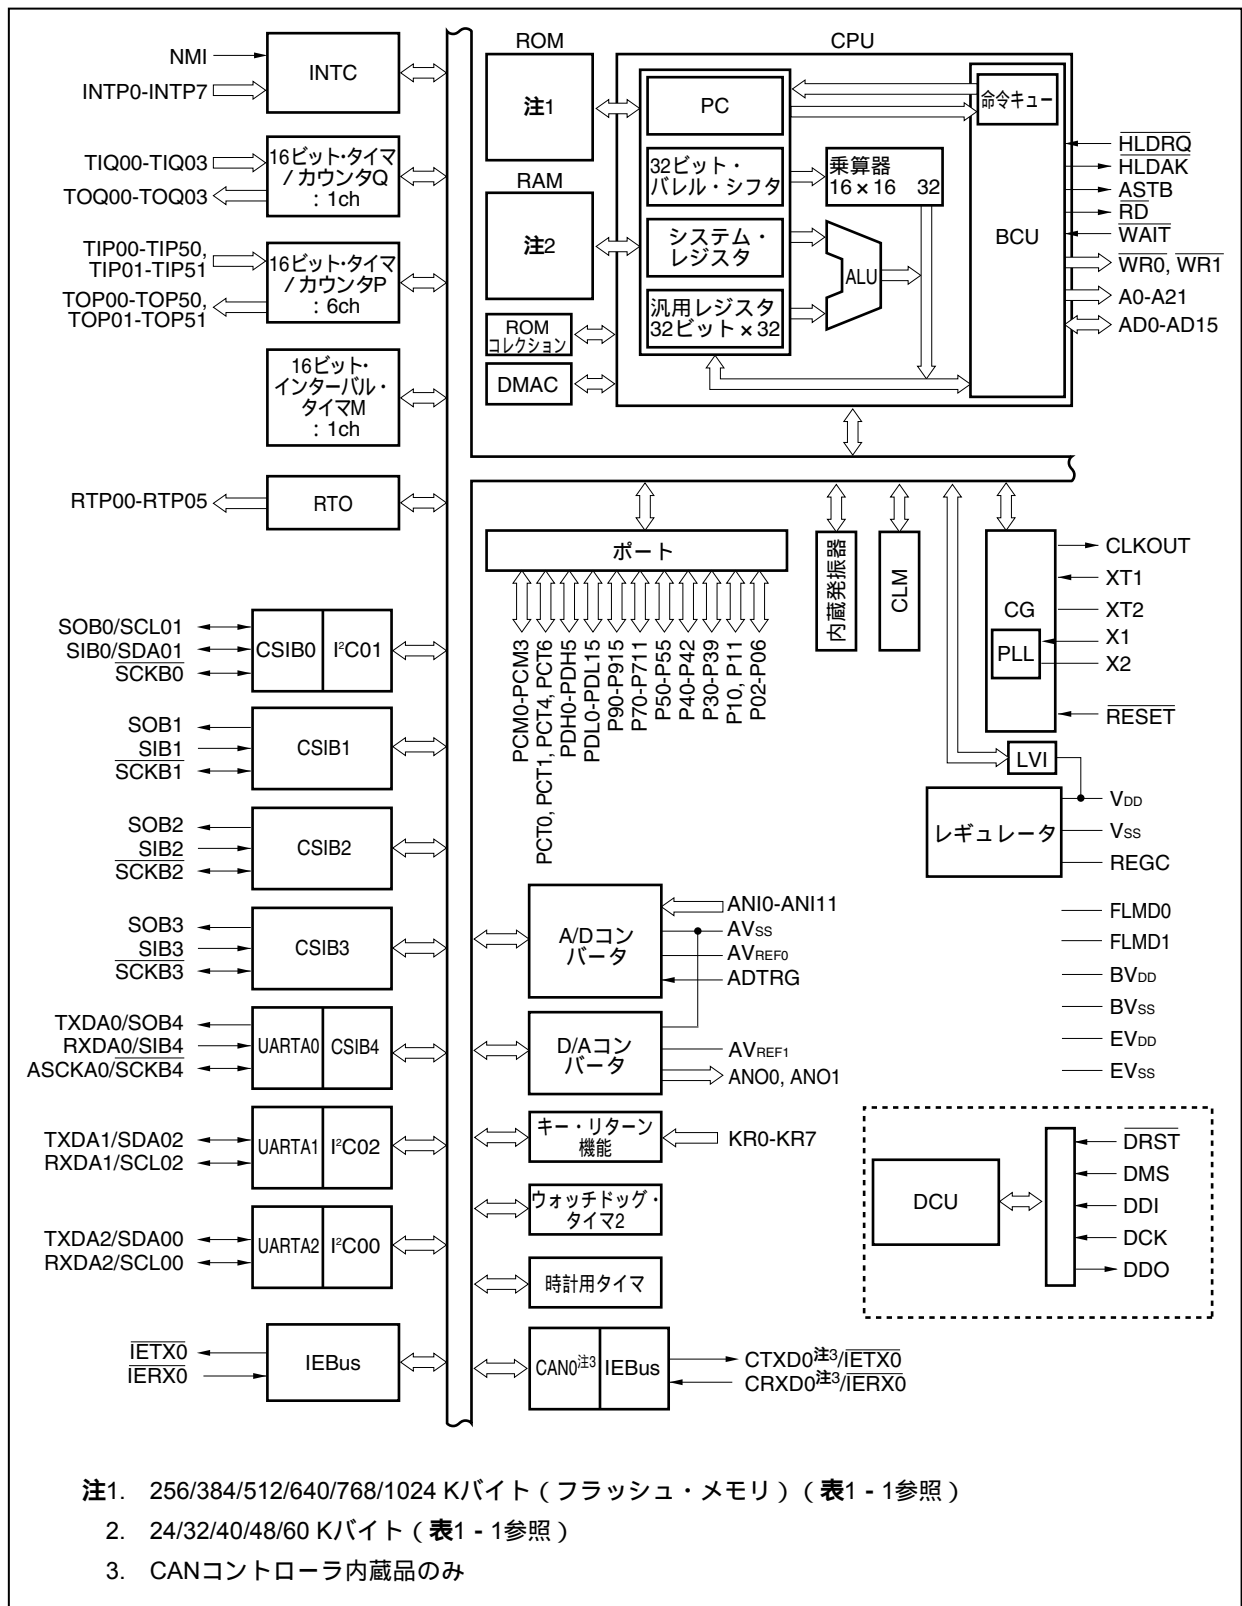 NMI
INTP0-INTP7
INTC
TIQ00-TIQ03
TOQ00-TOQ03
16ビット・タイマ
/カウンタQ
: 1ch
TIP00-TIP50,
TIP01-TIP51
TOP00-TOP50,
TOP01-TOP51
16ビット・タイマ
/カウンタP
: 6ch
16ビット・
インターバル・
タイマM
: 1ch
RTP00-RTP05
RTO
SOB0/SCL01
SIB0/SDA01
SCKB0
CSIB0
I²C01
SOB1
SIB1
SCKB1
CSIB1
SOB2
SIB2
SCKB2
CSIB2
SOB3
SIB3
SCKB3
CSIB3
TXDA0/SOB4
RXDA0/SIB4
ASCKA0/SCKB4
UARTA0
CSIB4
TXDA1/SDA02
RXDA1/SCL02
UARTA1
I²C02
TXDA2/SDA00
RXDA2/SCL00
UARTA2
I²C00
IETX0
IERX0
IEBus
ROM
注1
RAM
注2
ROM
コレクション
DMAC
CPU
PC
32ビット・
バレル・シフタ
システム・
レジスタ
汎用レジスタ
32ビット×32
乗算器
16×16 32
ALU
命令キュー
BCU
HLDRQ
HLDAK
ASTB
RD
WAIT
WR0, WR1
A0-A21
AD0-AD15
ポート
PCM0-PCM3
PCT0, PCT1, PCT4, PCT6
PDH0-PDH5
PDL0-PDL15
P90-P915
P70-P711
P50-P55
P40-P42
P30-P39
P10, P11
P02-P06
内蔵発振器
CLM
CG
PLL
CLKOUT
XT1
XT2
X1
X2
RESET
LVI
レギュレータ
VDD
VSS
REGC
FLMD0
FLMD1
BVDD
BVSS
EVDD
EVSS
A/Dコン
バータ
ANI0-ANI11
AVSS
AVREF0
ADTRG
D/Aコン
バータ
AVREF1
ANO0, ANO1
キー・リターン
機能
KR0-KR7
ウォッチドッグ・
タイマ2
時計用タイマ
CAN0注3
IEBus
CTXD0注3/IETX0
CRXD0注3/IERX0
DCU
DRST
DMS
DDI
DCK
DDO
注1. 256/384/512/640/768/1024 Kバイト（フラッシュ・メモリ）（表1-1参照）
2. 24/32/40/48/60 Kバイト（表1-1参照）
3. CANコントローラ内蔵品のみ